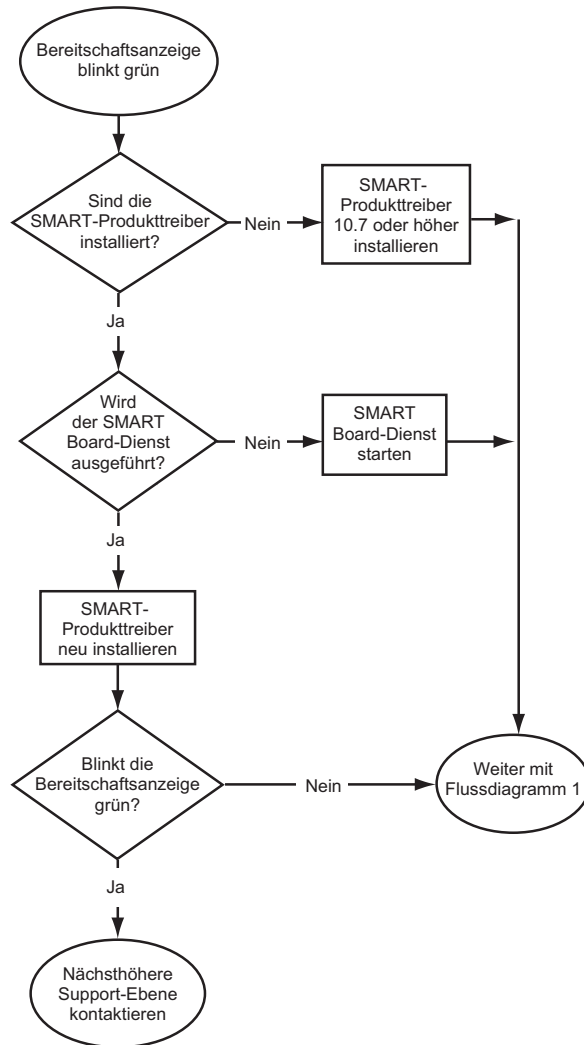 Bereitschaftsanzeige
blinkt grün
Sind die
SMART-Produkttreiber
installiert?
Nein
SMART-
Produkttreiber
10.7 oder höher
installieren
Ja
Wird
der SMART
Board-Dienst
ausgeführt?
Nein
SMART
Board-Dienst
starten
Ja
SMART-
Produkttreiber
neu installieren
Blinkt die
Bereitschaftsanzeige
grün?
Nein
Weiter mit
Flussdiagramm 1
Ja
Nächsthöhere
Support-Ebene
kontaktieren